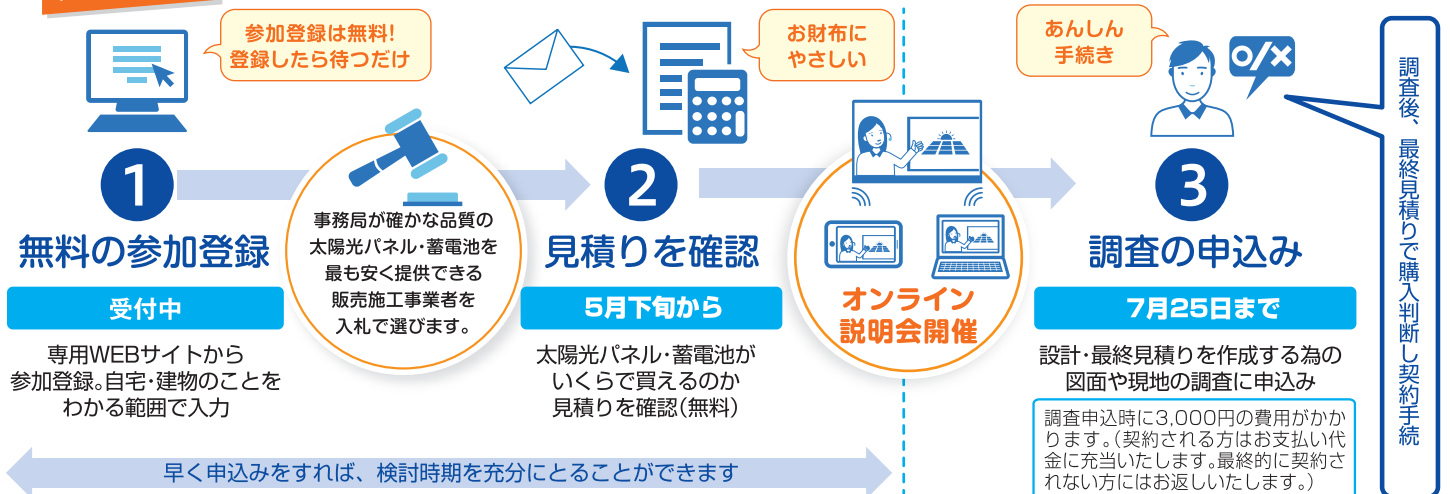 参加登録は無料!
登録したら待つだけ
1
無料の参加登録
受付中
専用WEBサイトから
参加登録。自宅・建物のことを
わかる範囲で入力
事務局が確かな品質の
太陽光パネル・蓄電池を
最も安く提供できる
販売施工事業者を
入札で選びます。
お財布に
やさしい
2
見積りを確認
5月下旬から
太陽光パネル・蓄電池が
いくらで買えるのか
見積りを確認(無料)
オンライン
説明会開催
あんしん
手続き
o/x
3
調査の申込み
7月25日まで
設計・最終見積りを作成する為の
図面や現地の調査に申込み
調査申込時に3,000円の費用がかか
ります。(契約される方はお支払い代
金に充当いたします。最終的に契約さ
れない方にはお返しいたします。)
調査後、最終見積りで購入判断し契約手続
早く申込みをすれば、検討時期を充分にとることができます